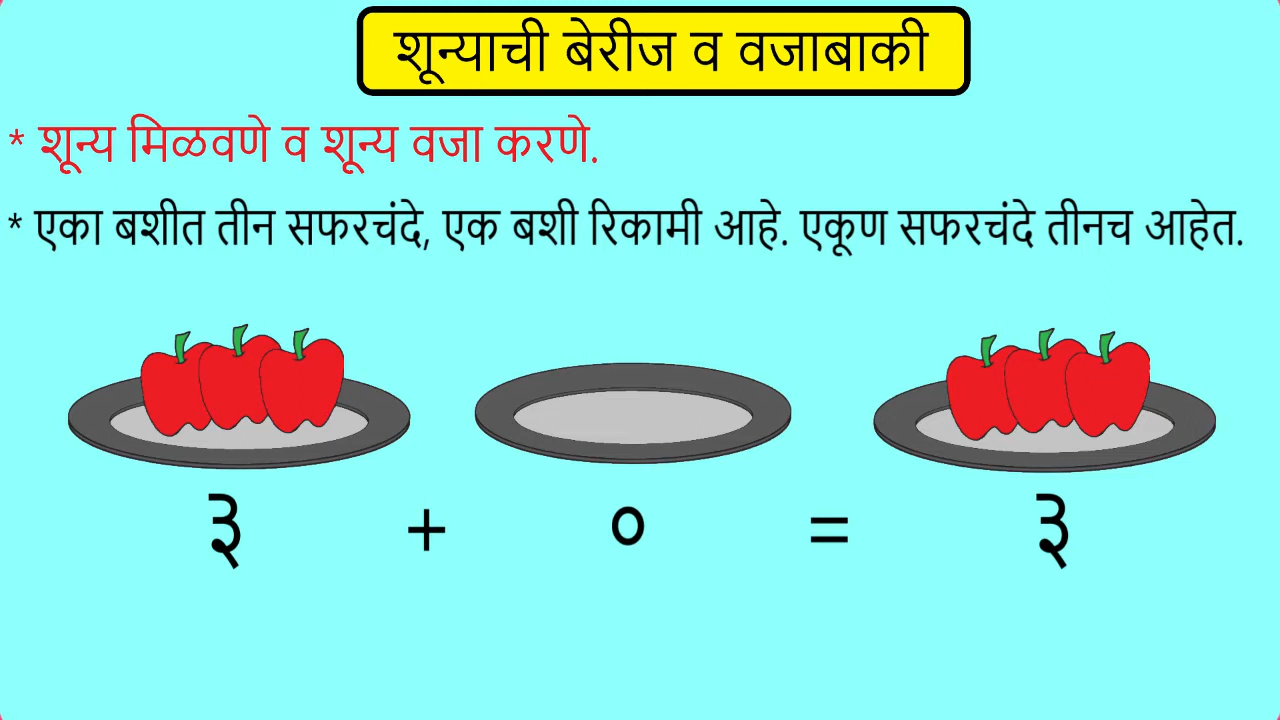 शून्याची बेरीज व वजाबाकी
* शून्य मिळवणे व शून्य वजा करणे.
* एका बशीत तीन सफरचंदे, एक बशी रिकामी आहे. एकूण सफरचंदे तीनच आहेत.
३ + ० = ३